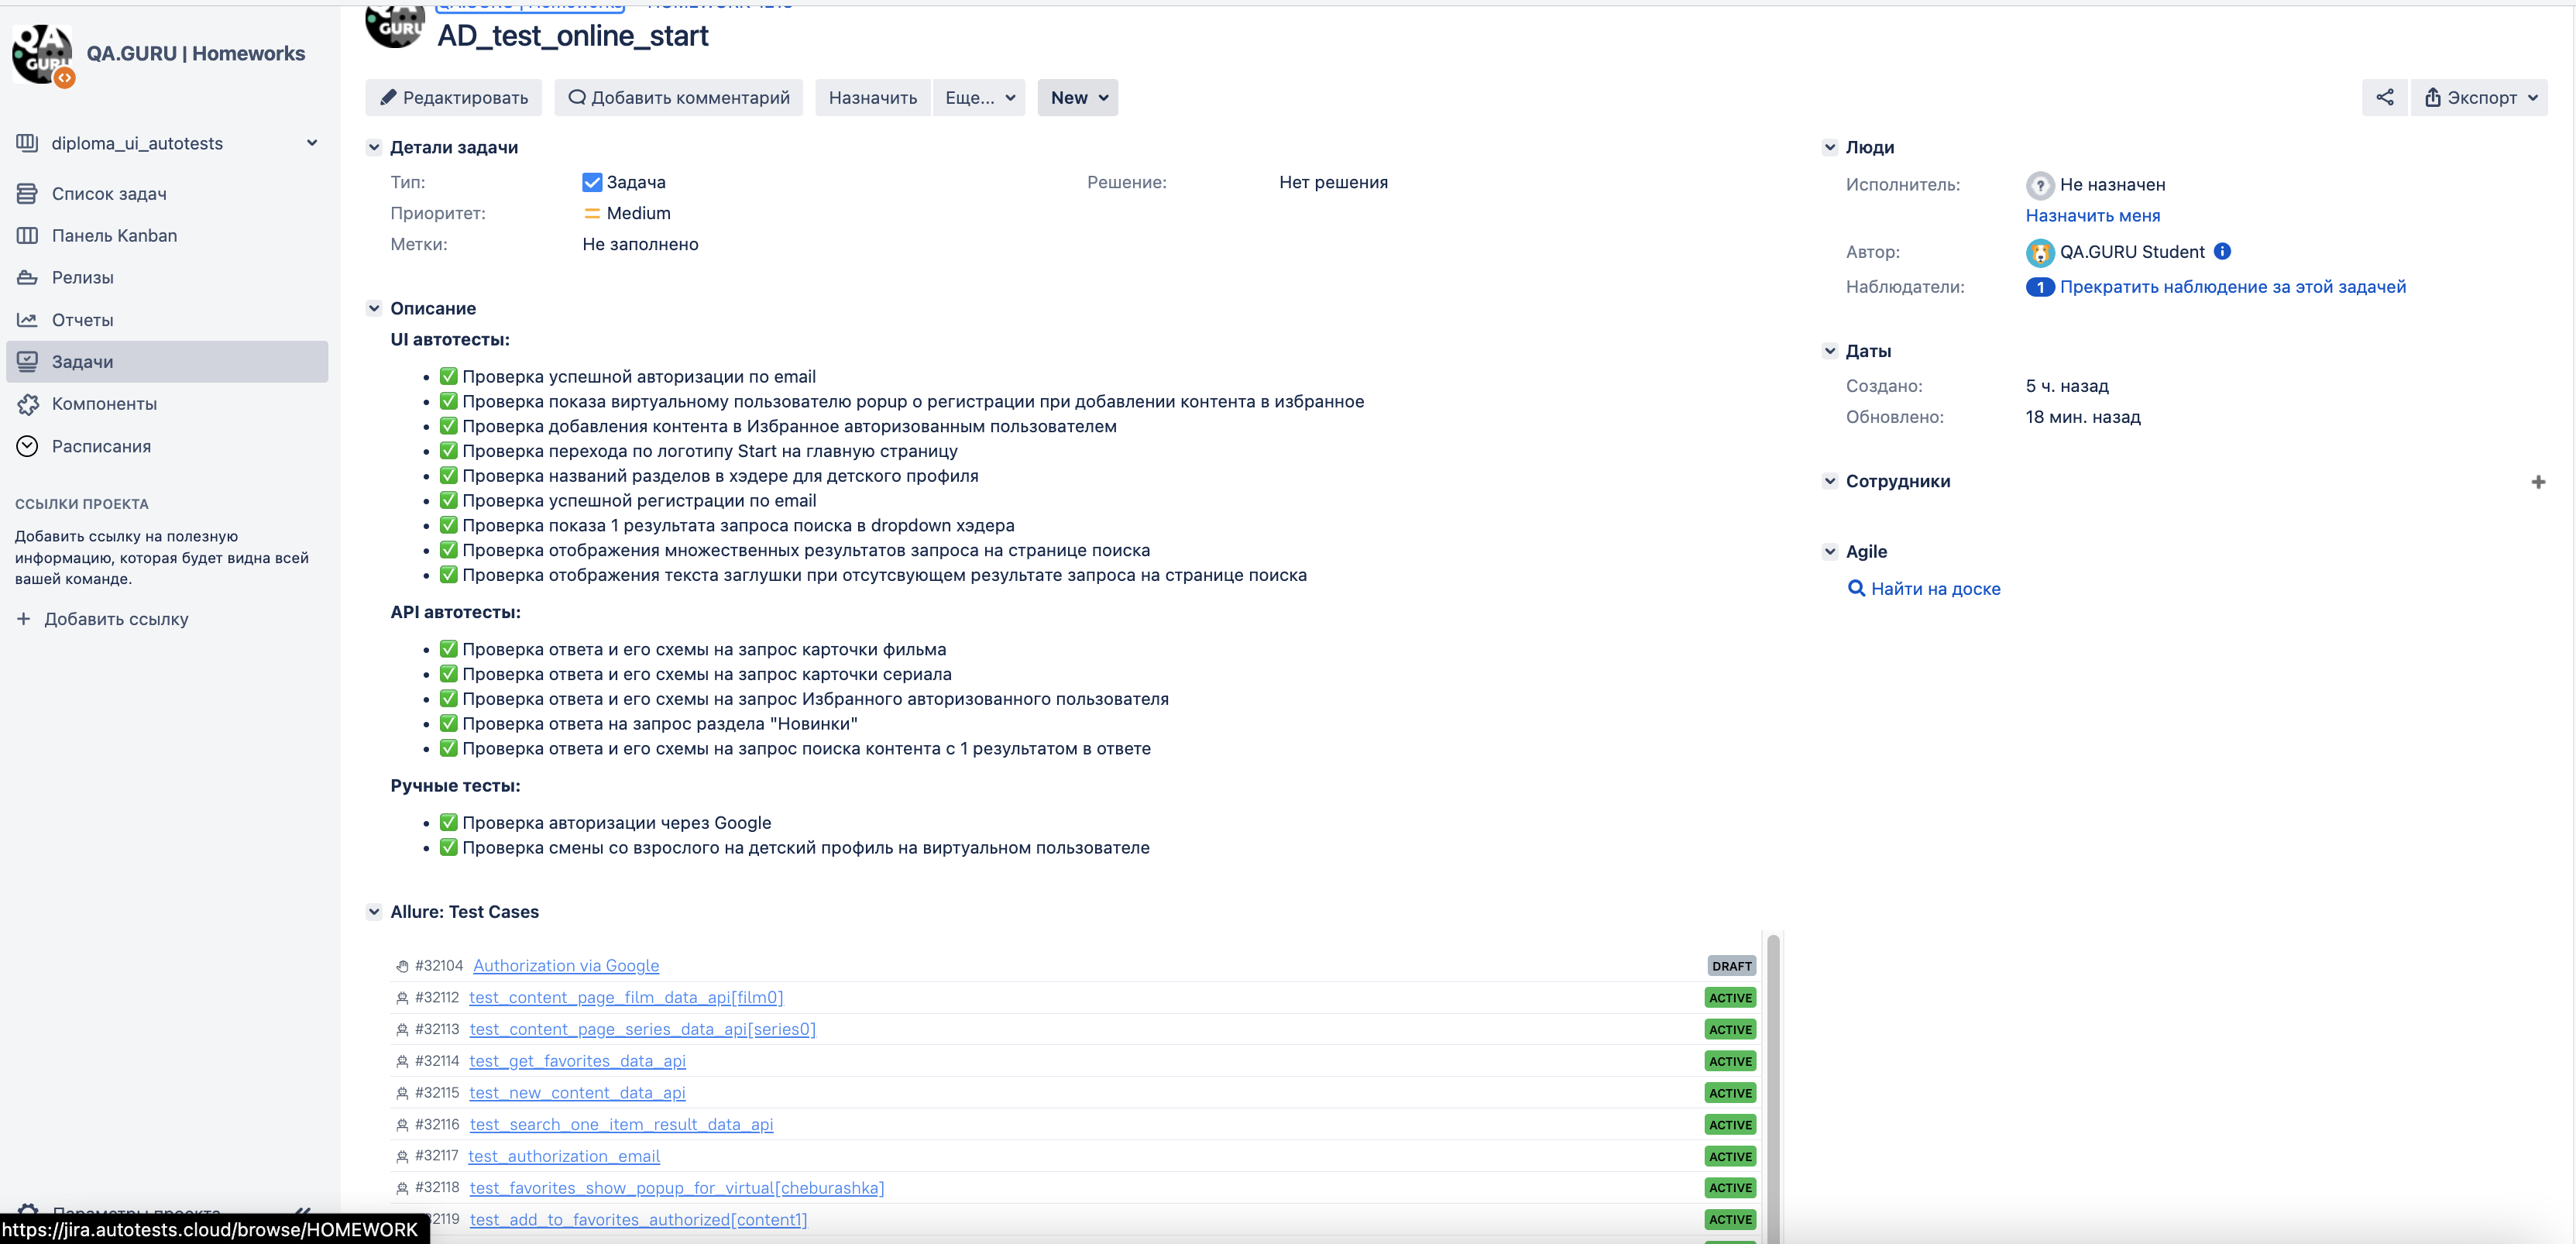 QA.GURU | Homeworks
AD_test_online_start
Редактировать
Добавить комментарий
Назначить
Еще...
New
Экспорт
diploma_ui_autotests
Список задач
Панель Kanban
Релизы
Отчеты
Задачи
Компоненты
Расписания
ССЫЛКИ ПРОЕКТА
Добавить ссылку на полезную
информацию, которая будет видна всей
вашей команде.
+ Добавить ссылку
https://jira.autotests.cloud/browse/HOMEWORK
Детали задачи
Тип: Задача
Решение: Нет решения
Приоритет: Medium
Метки: Не заполнено
Описание
UI автотесты:
• ✅ Проверка успешной авторизации по email
• ✅ Проверка показа виртуальному пользователю popup о регистрации при добавлении контента в избранное
• ✅ Проверка добавления контента в Избранное авторизованным пользователем
• ✅ Проверка перехода по логотипу Start на главную страницу
• ✅ Проверка названий разделов в хэдере для детского профиля
• ✅ Проверка успешной регистрации по email
• ✅ Проверка показа 1 результата запроса поиска в dropdown хэдера
• ✅ Проверка отображения множественных результатов запроса на странице поиска
• ✅ Проверка отображения текста заглушки при отсутсвующем результате запроса на странице поиска
API автотесты:
• ✅ Проверка ответа и его схемы на запрос карточки фильма
• ✅ Проверка ответа и его схемы на запрос карточки сериала
• ✅ Проверка ответа и его схемы на запрос Избранного авторизованного пользователя
• ✅ Проверка ответа на запрос раздела "Новинки"
• ✅ Проверка ответа и его схемы на запрос поиска контента с 1 результатом в ответе
Ручные тесты:
• ✅ Проверка авторизации через Google
• ✅ Проверка смены со взрослого на детский профиль на виртуальном пользователе
Allure: Test Cases
#32104 Authorization via Google DRAFT
#32112 test_content_page_film_data_api[film0] ACTIVE
#32113 test_content_page_series_data_api[series0] ACTIVE
#32114 test_get_favorites_data_api ACTIVE
#32115 test_new_content_data_api ACTIVE
#32116 test_search_one_item_result_data_api ACTIVE
#32117 test_authorization_email ACTIVE
#32118 test_favorites_show_popup_for_virtual[cheburashka] ACTIVE
2119 test_add_to_favorites_authorized[content1] ACTIVE
Люди
Исполнитель: Не назначен
Назначить меня
Автор: QA.GURU Student
Наблюдатели: 1 Прекратить наблюдение за этой задачей
Даты
Создано: 5 ч. назад
Обновлено: 18 мин. назад
Сотрудники
Agile
Найти на доске